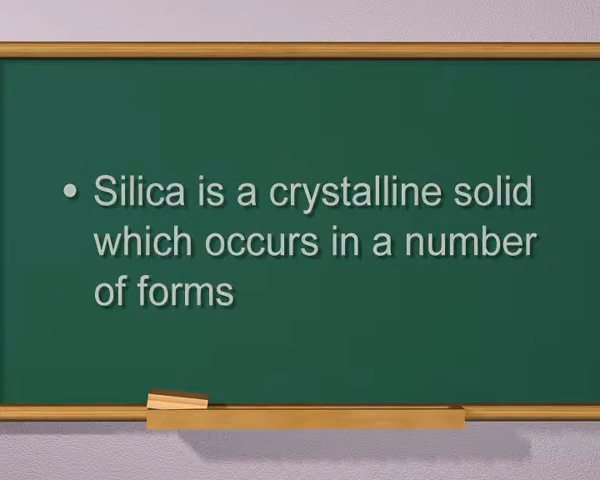 • Silica is a crystalline solid
which occurs in a number
of forms